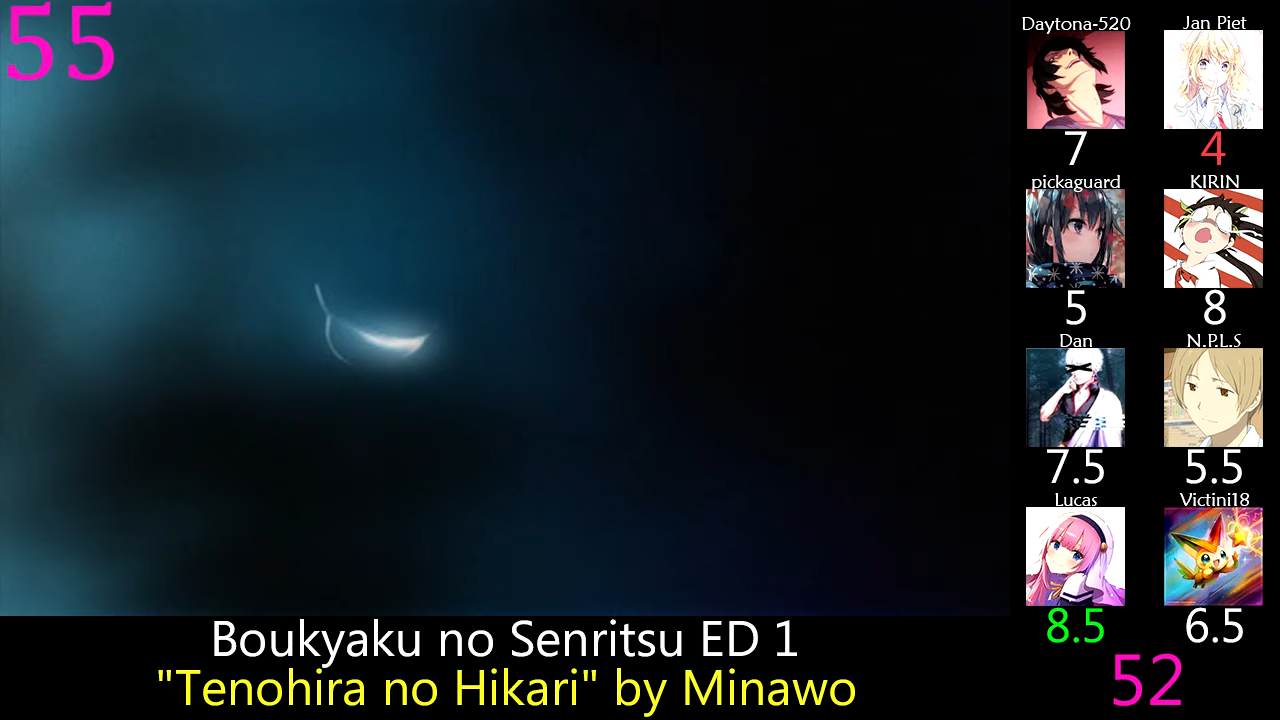 55
Daytona-520
Jan Piet
7
4
pickaguard
KIRIN
5
8
Dan
N.P.L.S
7.5
5.5
Lucas
Victini18
8.5
6.5
Boukyaku no Senritsu ED 1
"Tenohira no Hikari" by Minawo
52